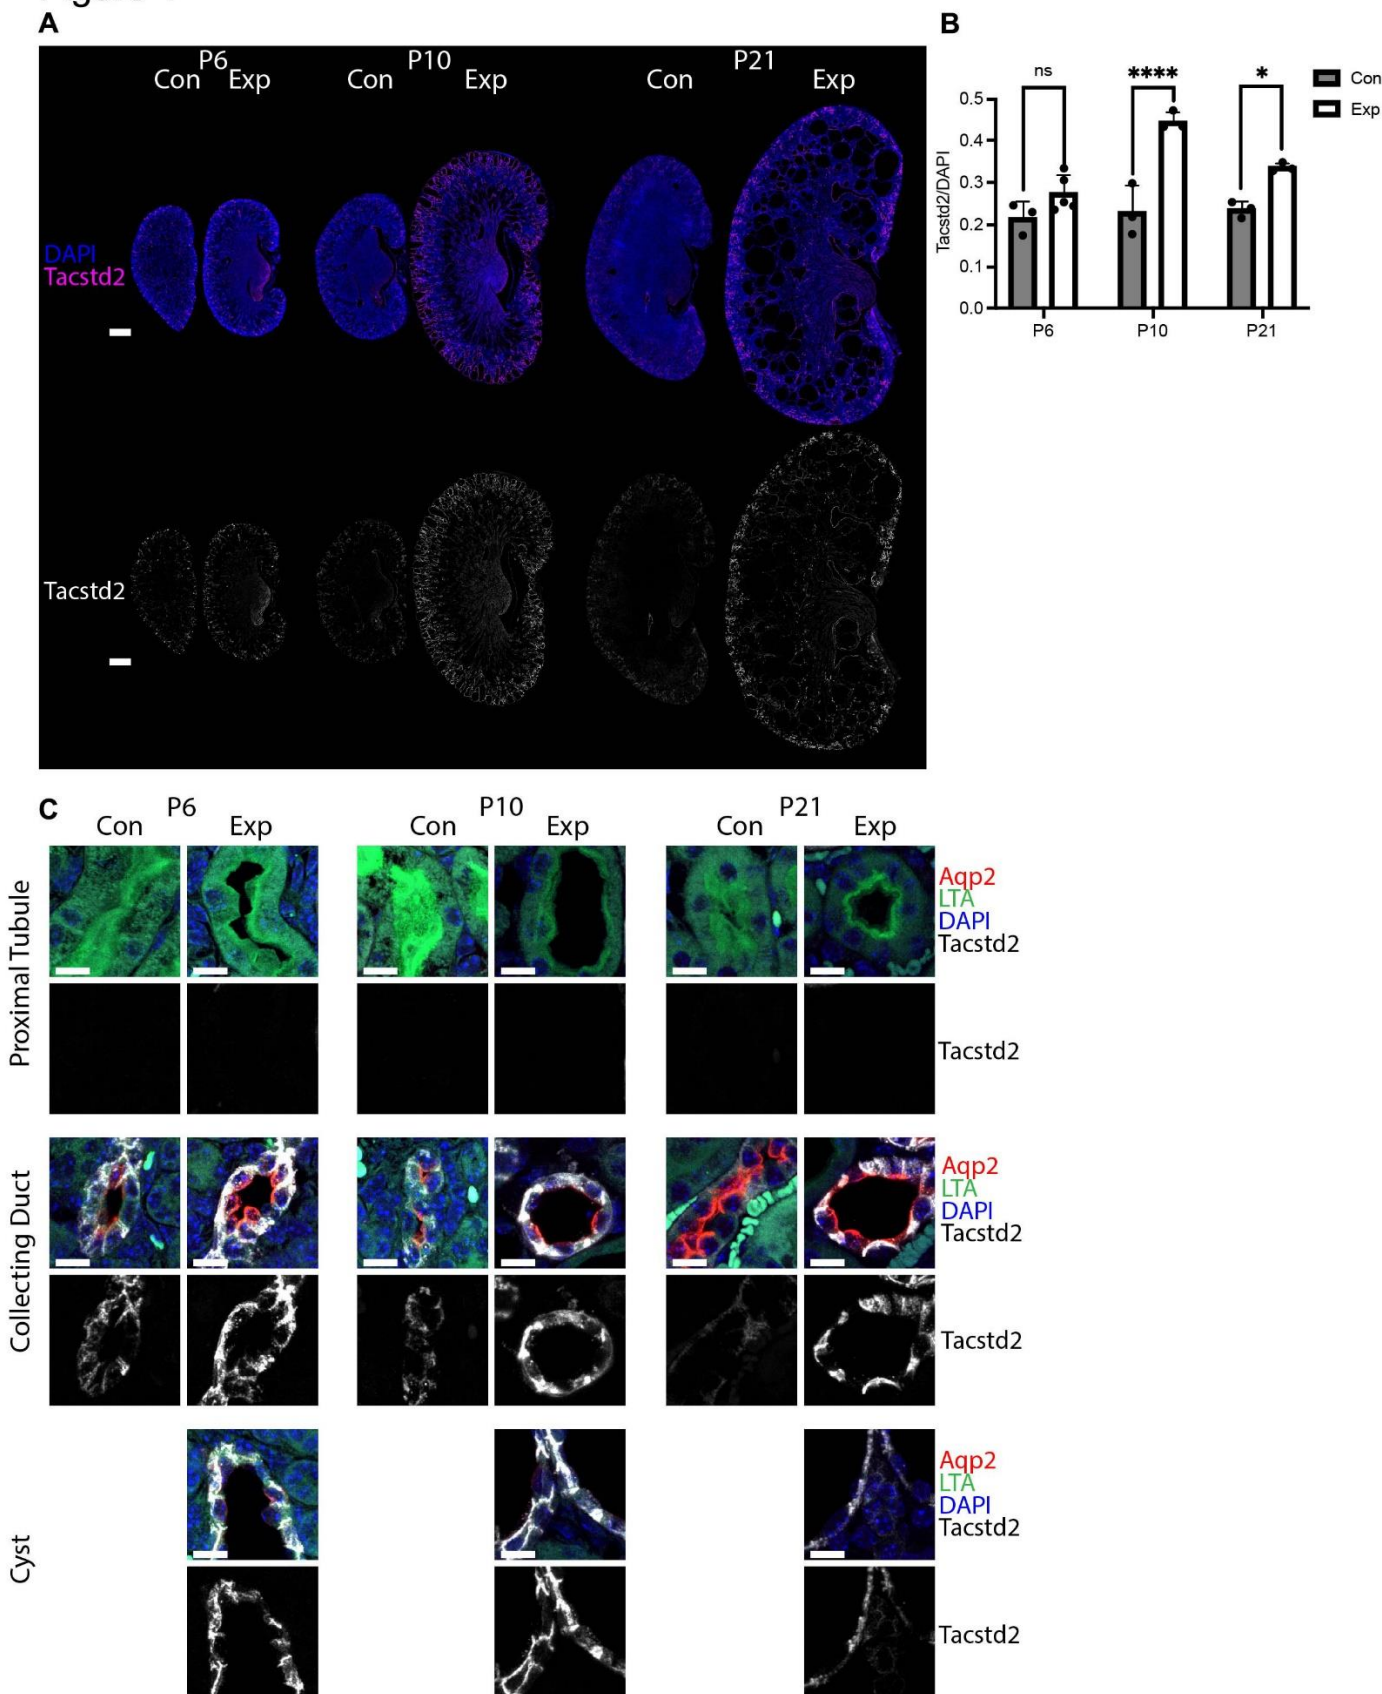 A
P6 P10 P21
Con Exp Con Exp Con Exp
DAPI
Tacstd2
Tacstd2
B
ns **** * Con
Exp
Tacstd2/DAPI
0.5
0.4
0.3
0.2
0.1
0.0
P6 P10 P21
C
P6 P10 P21
Con Exp Con Exp Con Exp
Proximal Tubule
Aqp2
LTA
DAPI
Tacstd2
Tacstd2
Collecting Duct
Aqp2
LTA
DAPI
Tacstd2
Tacstd2
Cyst
Aqp2
LTA
DAPI
Tacstd2
Tacstd2